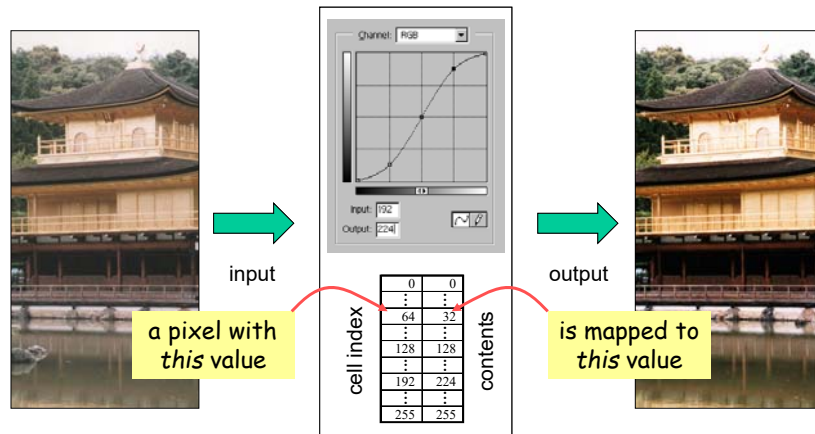 Channel: RGB
Input: 192
Output: 224
input
output
a pixel with
this value
is mapped to
this value
cell index
contents
0 0
⋮ ⋮
64 32
⋮ ⋮
128 128
⋮ ⋮
192 224
⋮ ⋮
255 255